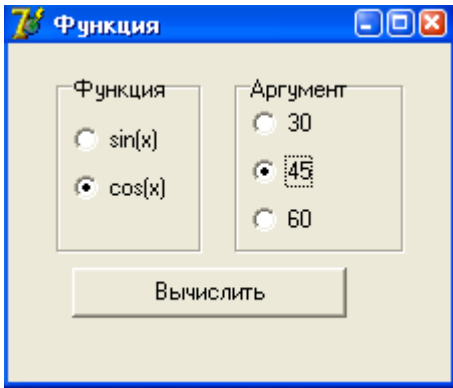 Функция
Функция
sin(x)
cos(x)
Аргумент
30
45
60
Вычислить